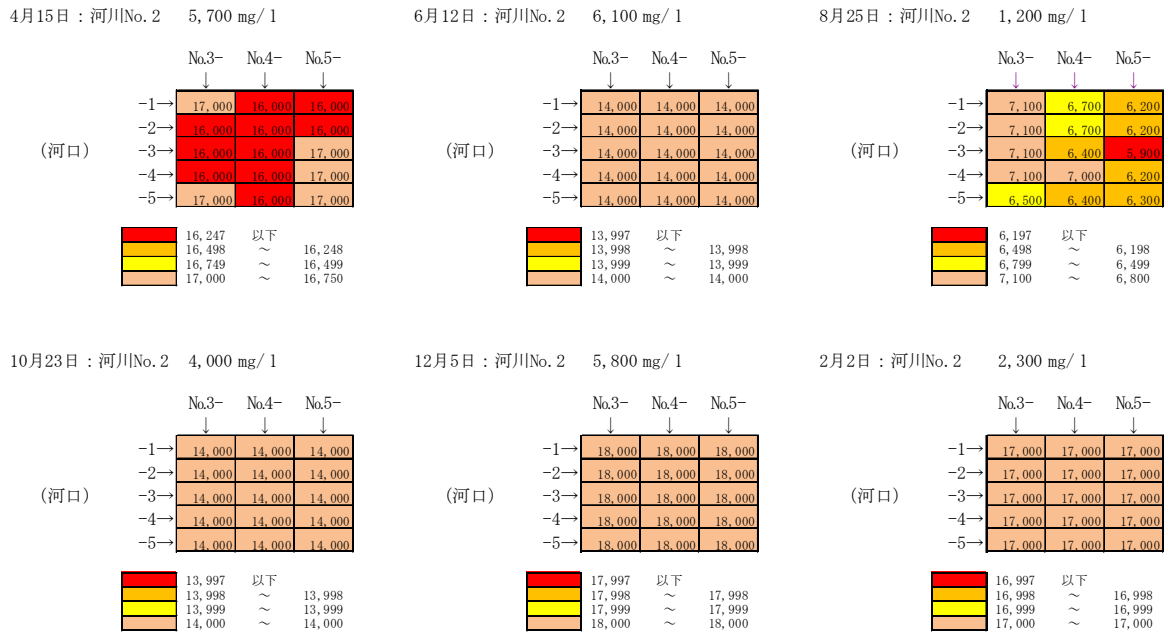 4月15日：河川No.2　5,700 mg/l
No.3− No.4− No.5−
↓ ↓ ↓
−1→ 17,000 16,000 16,000
−2→ 16,000 16,000 16,000
(河口) −3→ 16,000 16,000 17,000
−4→ 16,000 16,000 17,000
−5→ 17,000 16,000 17,000
16,247 以下
16,498 ～ 16,248
16,749 ～ 16,499
17,000 ～ 16,750
6月12日：河川No.2　6,100 mg/l
No.3− No.4− No.5−
↓ ↓ ↓
−1→ 14,000 14,000 14,000
−2→ 14,000 14,000 14,000
(河口) −3→ 14,000 14,000 14,000
−4→ 14,000 14,000 14,000
−5→ 14,000 14,000 14,000
13,997 以下
13,998 ～ 13,998
13,999 ～ 13,999
14,000 ～ 14,000
8月25日：河川No.2　1,200 mg/l
No.3− No.4− No.5−
↓ ↓ ↓
−1→ 7,100 6,700 6,200
−2→ 7,100 6,700 6,200
(河口) −3→ 7,100 6,400 5,900
−4→ 7,100 7,000 6,200
−5→ 6,500 6,400 6,300
6,197 以下
6,498 ～ 6,198
6,799 ～ 6,499
7,100 ～ 6,800
10月23日：河川No.2　4,000 mg/l
No.3− No.4− No.5−
↓ ↓ ↓
−1→ 14,000 14,000 14,000
−2→ 14,000 14,000 14,000
(河口) −3→ 14,000 14,000 14,000
−4→ 14,000 14,000 14,000
−5→ 14,000 14,000 14,000
13,997 以下
13,998 ～ 13,998
13,999 ～ 13,999
14,000 ～ 14,000
12月5日：河川No.2　5,800 mg/l
No.3− No.4− No.5−
↓ ↓ ↓
−1→ 18,000 18,000 18,000
−2→ 18,000 18,000 18,000
(河口) −3→ 18,000 18,000 18,000
−4→ 18,000 18,000 18,000
−5→ 18,000 18,000 18,000
17,997 以下
17,998 ～ 17,998
17,999 ～ 17,999
18,000 ～ 18,000
2月2日：河川No.2　2,300 mg/l
No.3− No.4− No.5−
↓ ↓ ↓
−1→ 17,000 17,000 17,000
−2→ 17,000 17,000 17,000
(河口) −3→ 17,000 17,000 17,000
−4→ 17,000 17,000 17,000
−5→ 17,000 17,000 17,000
16,997 以下
16,998 ～ 16,998
16,999 ～ 16,999
17,000 ～ 17,000